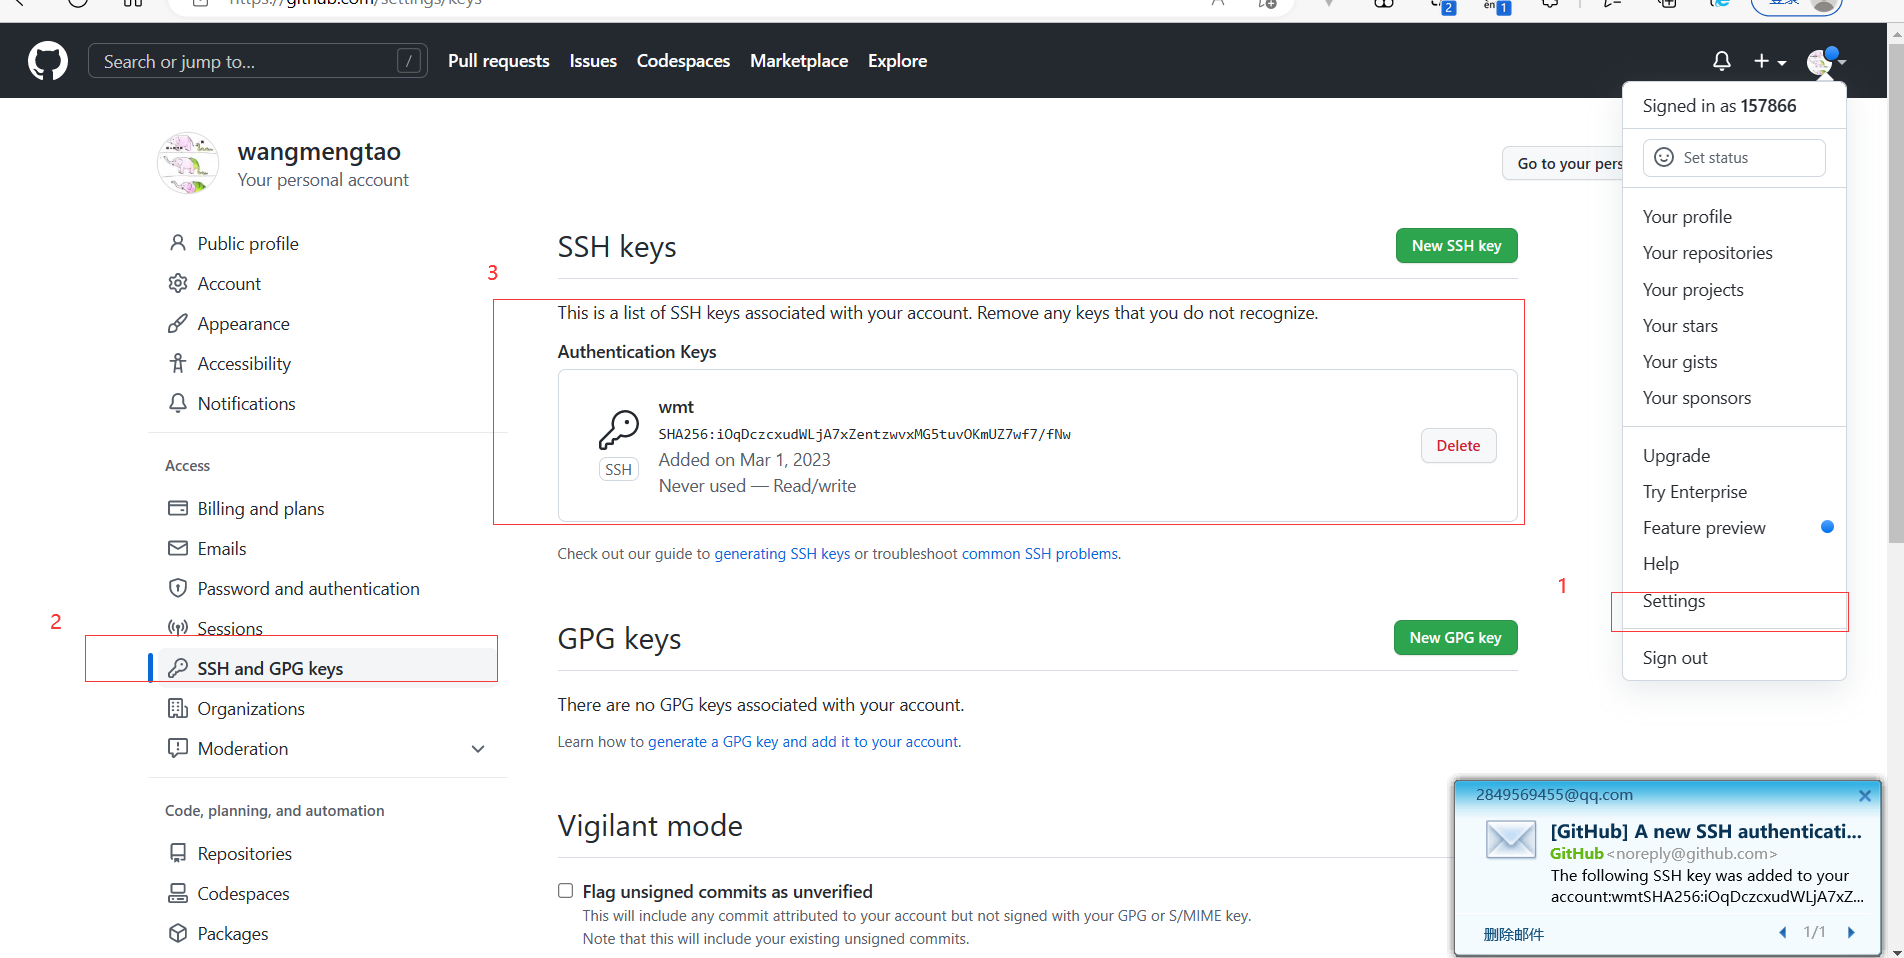 https://github.com/settings/keys
2
én 1
登录
Search or jump to... /
Pull requests Issues Codespaces Marketplace Explore
Signed in as 157866
Set status
Your profile
Your repositories
Your projects
Your stars
Your gists
Your sponsors
Upgrade
Try Enterprise
Feature preview
Help
1
Settings
Sign out
wangmengtao
Your personal account
Go to your pers
Public profile
Account
Appearance
Accessibility
Notifications
Access
Billing and plans
Emails
Password and authentication
Sessions
2
SSH and GPG keys
Organizations
Moderation
Code, planning, and automation
Repositories
Codespaces
Packages
SSH keys
New SSH key
3
This is a list of SSH keys associated with your account. Remove any keys that you do not recognize.
Authentication Keys
wmt
SHA256:iOqDczcxudWLjA7xZentzwvxMG5tuvOKmUZ7wf7/fNw
Added on Mar 1, 2023
Never used — Read/write
SSH
Delete
Check out our guide to generating SSH keys or troubleshoot common SSH problems.
GPG keys
New GPG key
There are no GPG keys associated with your account.
Learn how to generate a GPG key and add it to your account.
Vigilant mode
Flag unsigned commits as unverified
This will include any commit attributed to your account but not signed with your GPG or S/MIME key.
Note that this will include your existing unsigned commits.
2849569455@qq.com
[GitHub] A new SSH authenticati...
GitHub <noreply@github.com>
The following SSH key was added to your
account:wmtSHA256:iOqDczcxudWLjA7xZ...
删除邮件
1/1